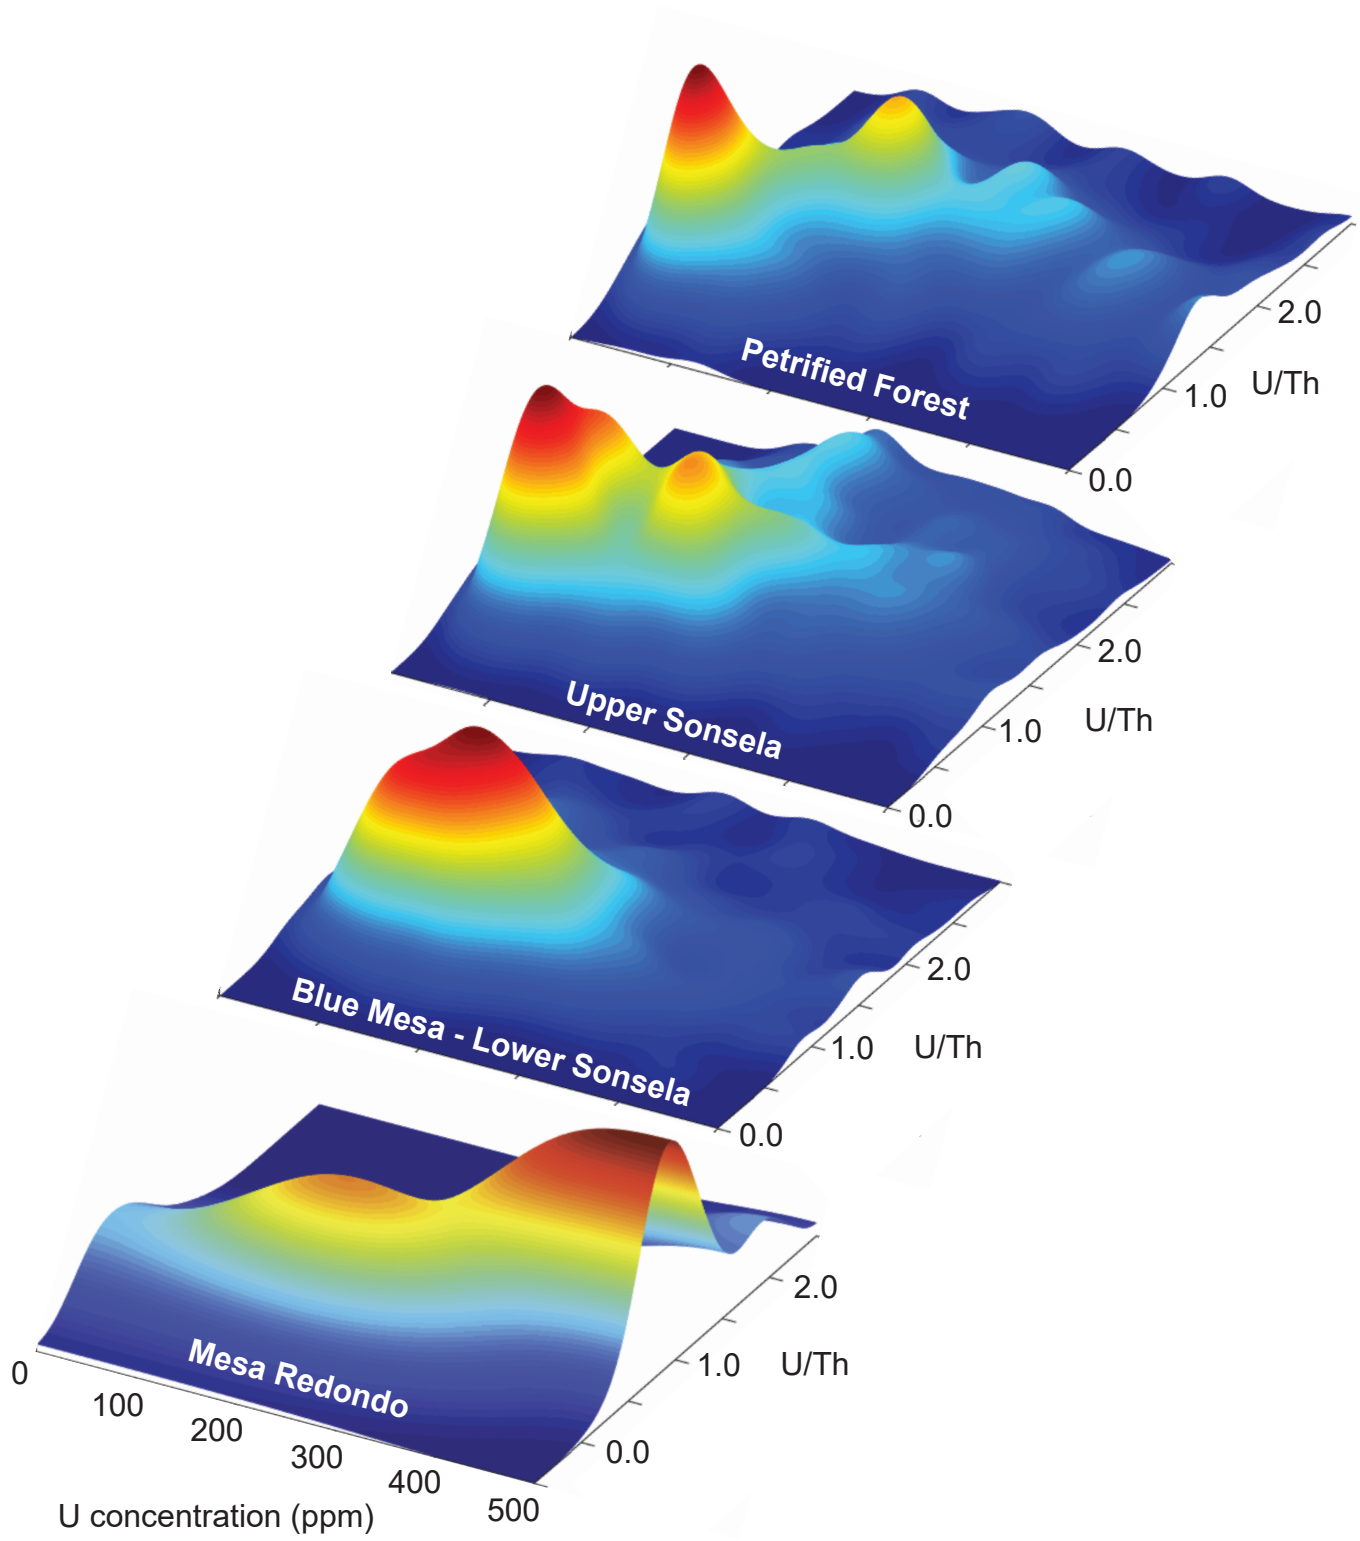 Petrified Forest
2.0
U/Th
1.0
0.0
Upper Sonsela
2.0
U/Th
1.0
0.0
Blue Mesa - Lower Sonsela
2.0
U/Th
1.0
0.0
Mesa Redondo
2.0
U/Th
1.0
0.0
0
100
200
300
400
500
U concentration (ppm)